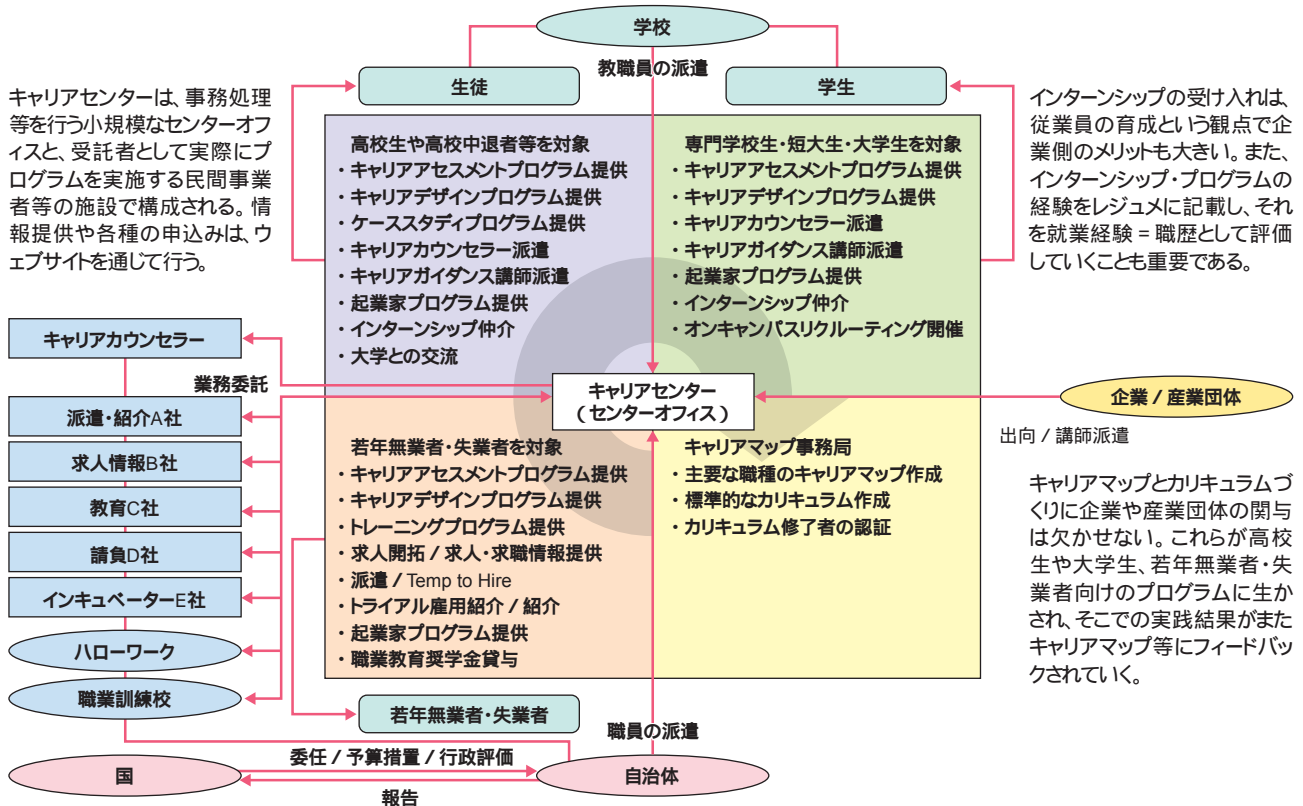 学校
教職員の派遣
生徒
学生
キャリアセンターは、事務処理
等を行う小規模なセンターオフ
ィスと、受託者として実際にプ
ログラムを実施する民間事業
者等の施設で構成される。情
報提供や各種の申込みは、ウ
ェブサイトを通じて行う。
高校生や高校中退者等を対象
・キャリアアセスメントプログラム提供
・キャリアデザインプログラム提供
・ケーススタディプログラム提供
・キャリアカウンセラー派遣
・キャリアガイダンス講師派遣
・起業家プログラム提供
・インターンシップ仲介
・大学との交流
専門学校生・短大生・大学生を対象
・キャリアアセスメントプログラム提供
・キャリアデザインプログラム提供
・キャリアカウンセラー派遣
・キャリアガイダンス講師派遣
・起業家プログラム提供
・インターンシップ仲介
・オンキャンパスリクルーティング開催
インターンシップの受け入れは、
従業員の育成という観点で企
業側のメリットも大きい。また、
インターンシップ・プログラムの
経験をレジュメに記載し、それ
を就業経験=職歴として評価
していくことも重要である。
キャリアカウンセラー
業務委託
派遣・紹介A社
求人情報B社
教育C社
請負D社
インキュベーターE社
ハローワーク
職業訓練校
キャリアセンター
(センターオフィス)
企業 / 産業団体
出向 / 講師派遣
若年無業者・失業者を対象
・キャリアアセスメントプログラム提供
・キャリアデザインプログラム提供
・トレーニングプログラム提供
・求人開拓 / 求人・求職情報提供
・派遣 / Temp to Hire
・トライアル雇用紹介 / 紹介
・起業家プログラム提供
・職業教育奨学金貸与
キャリアマップ事務局
・主要な職種のキャリアマップ作成
・標準的なカリキュラム作成
・カリキュラム修了者の認証
キャリアマップとカリキュラムづ
くりに企業や産業団体の関与
は欠かせない。これらが高校
生や大学生、若年無業者・失
業者向けのプログラムに生か
され、そこでの実践結果がまた
キャリアマップ等にフィードバッ
クされていく。
若年無業者・失業者
職員の派遣
委任 / 予算措置 / 行政評価
国
自治体
報告